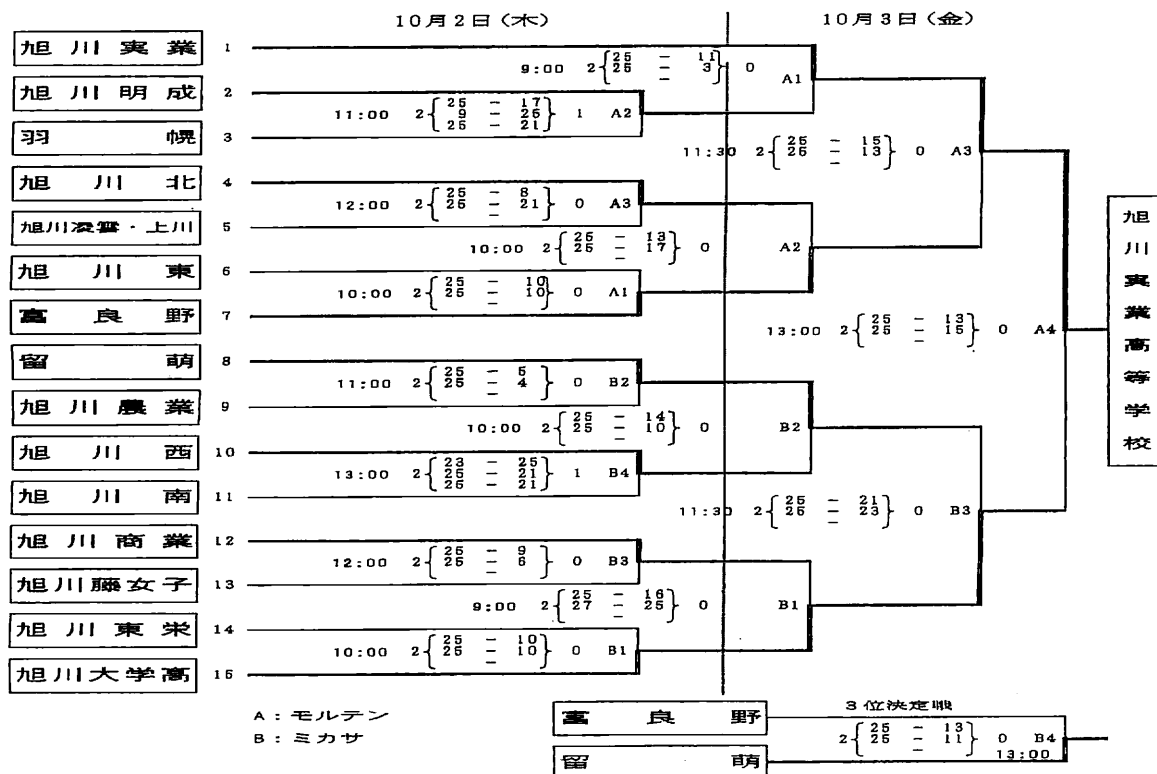 10月2日(木) 10月3日(金)
旭川実業 1
9:00 2 { 25 － 11 25 － 3 － } 0 A1
旭川明成 2
11:00 2 { 25 － 17 9 － 25 25 － 21 } 1 A2
羽幌 3
11:30 2 { 25 － 15 25 － 13 － } 0 A3
旭川北 4
12:00 2 { 25 － 8 25 － 21 － } 0 A3
旭川凌雲・上川 5
10:00 2 { 25 － 13 25 － 17 － } 0 A2
旭川東 6
10:00 2 { 25 － 10 25 － 10 － } 0 A1
富良野 7
13:00 2 { 25 － 13 25 － 15 － } 0 A4
旭川実業高等学校
留萌 8
11:00 2 { 25 － 5 25 － 4 － } 0 B2
旭川農業 9
10:00 2 { 25 － 14 25 － 10 － } 0 B2
旭川西 10
13:00 2 { 23 － 25 25 － 21 25 － 21 } 1 B4
旭川南 11
11:30 2 { 25 － 21 25 － 23 － } 0 B3
旭川商業 12
12:00 2 { 25 － 9 25 － 6 － } 0 B3
旭川藤女子 13
9:00 2 { 25 － 16 27 － 25 － } 0 B1
旭川東栄 14
10:00 2 { 25 － 10 25 － 10 － } 0 B1
旭川大学高 15
A:モルテン
B:ミカサ
3位決定戦
富良野
2 { 25 － 13 25 － 11 － } 0 B4
13:00
留萌